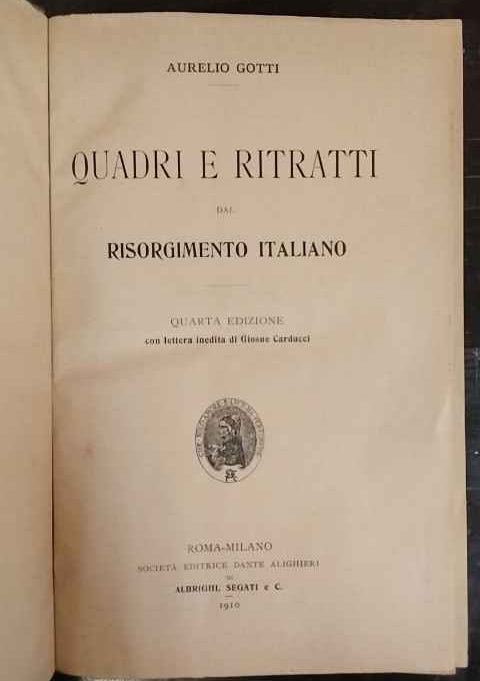 AURELIO GOTTI
QUADRI E RITRATTI
DAL
RISORGIMENTO ITALIANO
QUARTA EDIZIONE
con lettera inedita di Giosue Carducci
ROMA-MILANO
SOCIETÀ EDITRICE DANTE ALIGHIERI
DI
ALBRIGHI, SEGATI e C.
1910